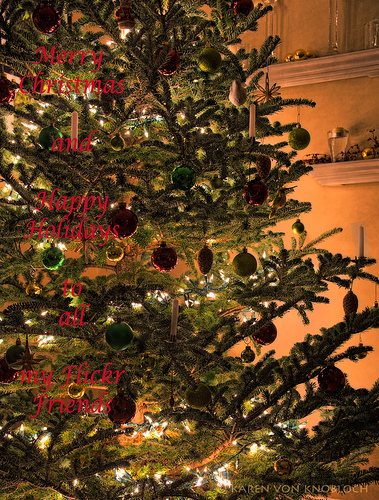 Merry
Christmas
and
Happy
Holidays
to
all
my Flickr
Friends
© KAREN VON KNOBLOCH